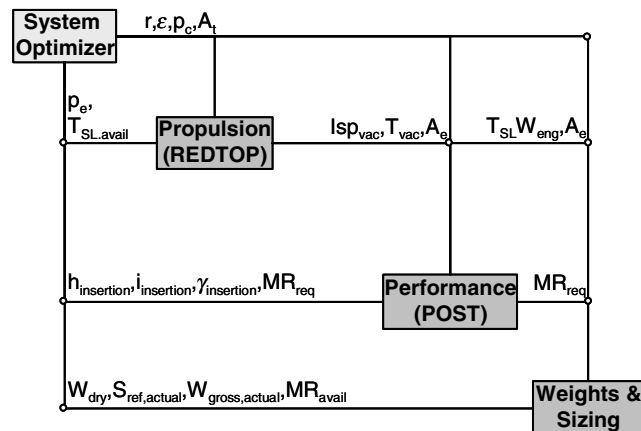 System
Optimizer
r,ε,p_c,A_t
p_e,
T_SL.avail
Propulsion
(REDTOP)
Isp_vac,T_vac,A_e
T_SL W_eng,A_e
h_insertion,i_insertion,γ_insertion,MR_req
Performance
(POST)
MR_req
W_dry,S_ref,actual,W_gross,actual,MR_avail
Weights &
Sizing